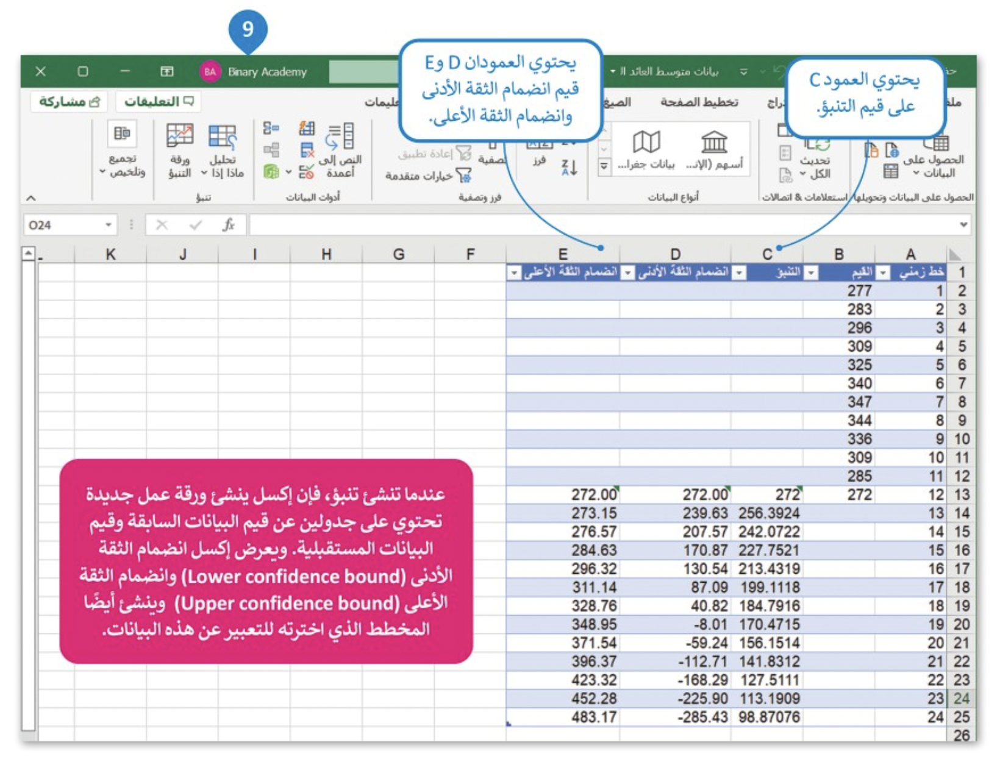 9
يحتوي العمودان D وE
قيم انضمام الثقة الأدنى
وانضمام الثقة الأعلى.
يحتوي العمود C
على قيم التنبؤ.
بيانات متوسط العائد الـ
Binary Academy
BA
تخطيط الصفحة
التعليقات
مشاركة
الحصول على
البيانات
تحديث
الكل
أسهم (الإنـ...
بيانات جغرا...
فرز
تصفية
إعادة تطبيق
خيارات متقدمة
النص إلى
أعمدة
تحليل
ماذا إذا
ورقة
التنبؤ
تجميع
وتلخيص
الحصول على البيانات وتحويلها
استعلامات & اتصالات
أنواع البيانات
فرز وتصفية
أدوات البيانات
تنبؤ
O24
fx
A B C D E F G H I J K
1 خط زمني القيم التنبؤ انضمام الثقة الأدنى انضمام الثقة الأعلى
2 1 277
3 2 283
4 3 296
5 4 309
6 5 325
7 6 340
8 7 347
9 8 344
10 9 336
11 10 309
12 11 285
13 12 272 272 272.00 272.00
14 13 256.3924 239.63 273.15
15 14 242.0722 207.57 276.57
16 15 227.7521 170.87 284.63
17 16 213.4319 130.54 296.32
18 17 199.1118 87.09 311.14
19 18 184.7916 40.82 328.76
20 19 170.4715 -8.01 348.95
21 20 156.1514 -59.24 371.54
22 21 141.8312 -112.71 396.37
23 22 127.5111 -168.29 423.32
24 23 113.1909 -225.90 452.28
25 24 98.87076 -285.43 483.17
26
عندما تنشئ تنبؤ، فإن إكسل ينشئ ورقة عمل جديدة
تحتوي على جدولين عن قيم البيانات السابقة وقيم
البيانات المستقبلية. ويعرض إكسل انضمام الثقة
الأدنى (Lower confidence bound) وانضمام الثقة
الأعلى (Upper confidence bound) وينشئ أيضًا
المخطط الذي اخترته للتعبير عن هذه البيانات.